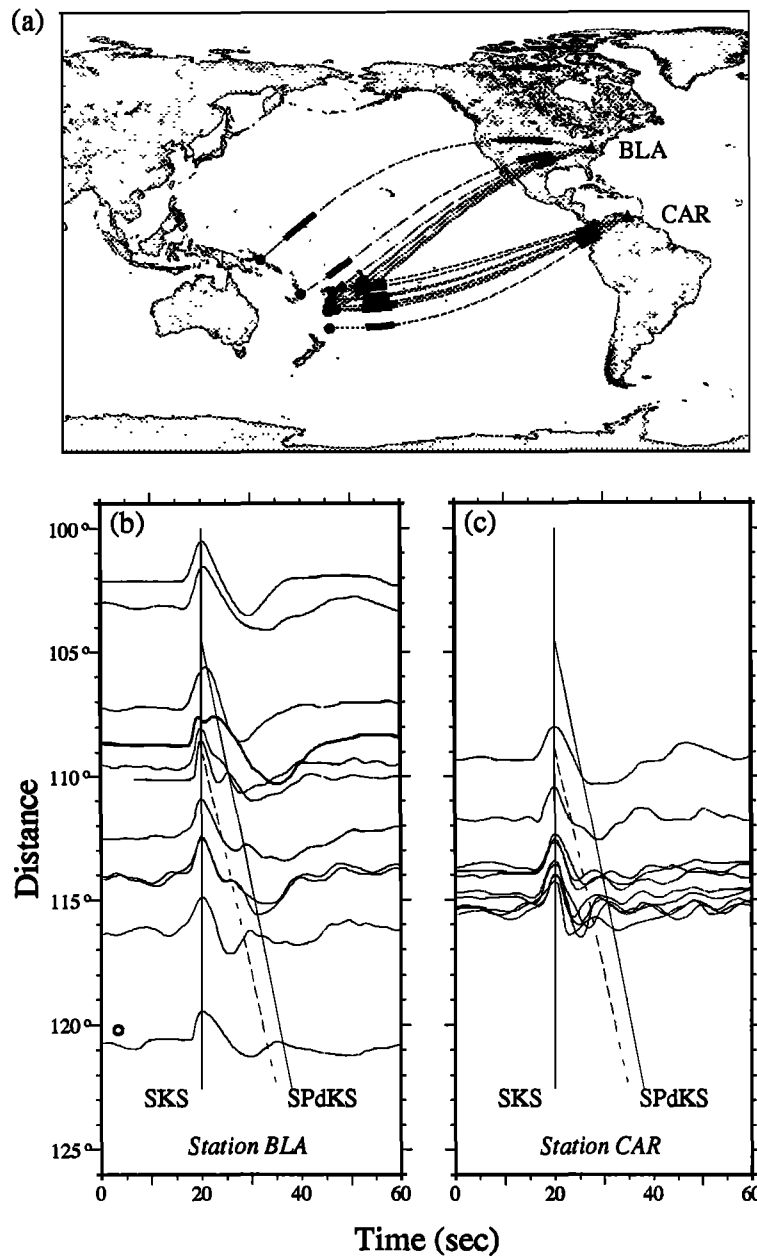 (a)
BLA
CAR
(b)
(c)
100°
105°
110°
115°
120°
125°
Distance
SKS
SPdKS
SKS
SPdKS
Station BLA
Station CAR
0
20
40
60
0
20
40
60
Time (sec)